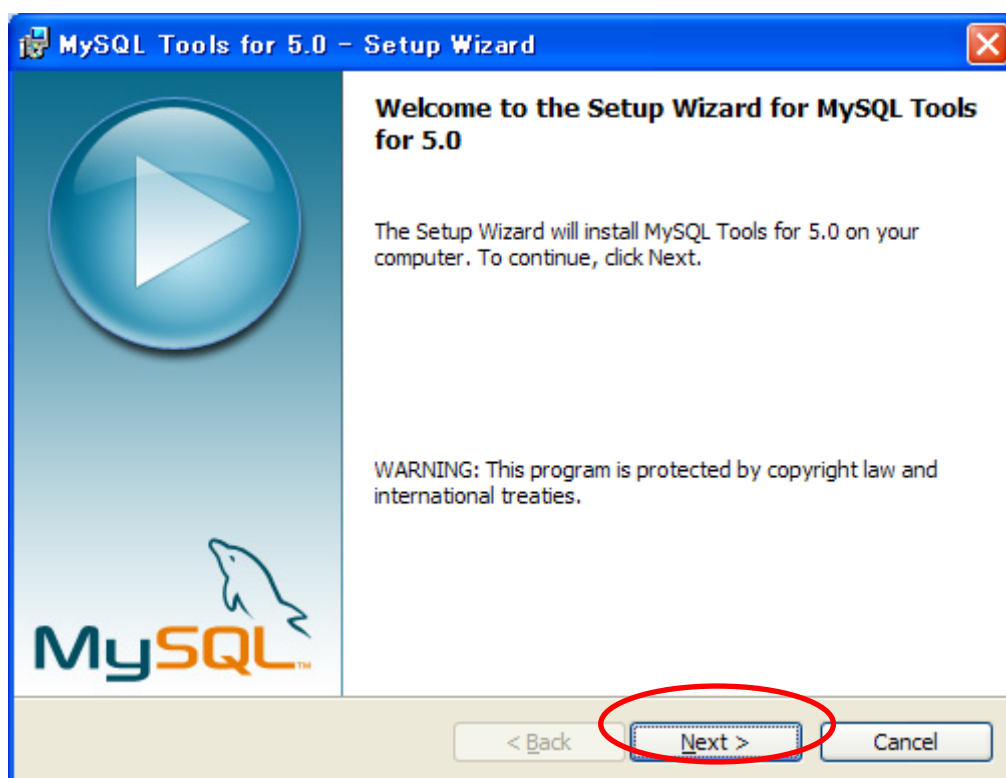 MySQL Tools for 5.0 - Setup Wizard
Welcome to the Setup Wizard for MySQL Tools
for 5.0
The Setup Wizard will install MySQL Tools for 5.0 on your
computer. To continue, click Next.
WARNING: This program is protected by copyright law and
international treaties.
MySQL™
< Back
Next >
Cancel